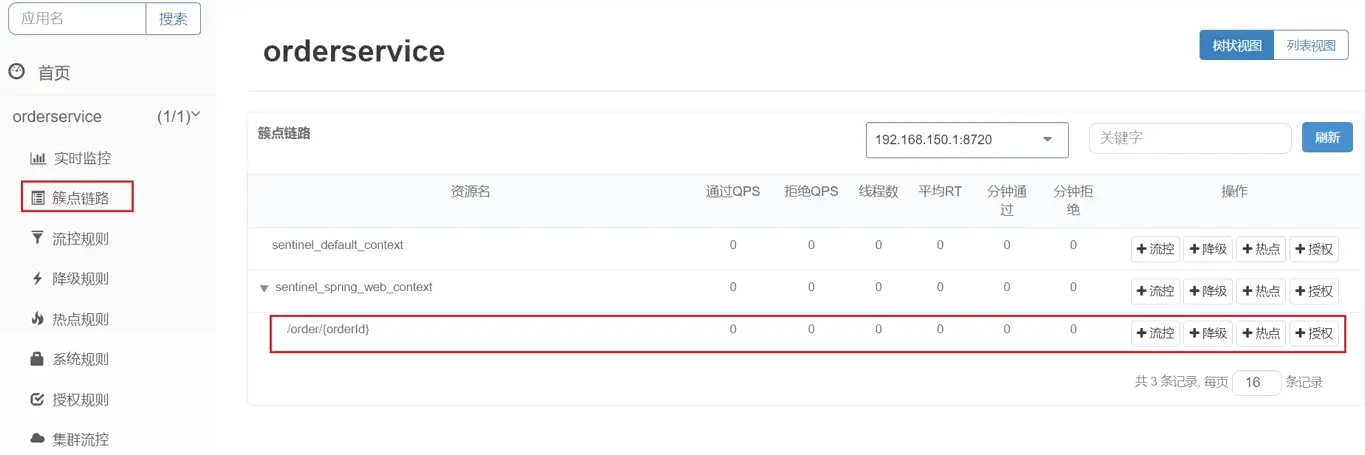 应用名 搜索
首页
orderservice (1/1)
实时监控
簇点链路
流控规则
降级规则
热点规则
系统规则
授权规则
集群流控
orderservice
树状视图 列表视图
簇点链路 192.168.150.1:8720 关键字 刷新
资源名 通过QPS 拒绝QPS 线程数 平均RT 分钟通过 分钟拒绝 操作
sentinel_default_context 0 0 0 0 0 0 流控 降级 热点 授权
sentinel_spring_web_context 0 0 0 0 0 0 流控 降级 热点 授权
/order/{orderId} 0 0 0 0 0 0 流控 降级 热点 授权
共 3 条记录, 每页 16 条记录